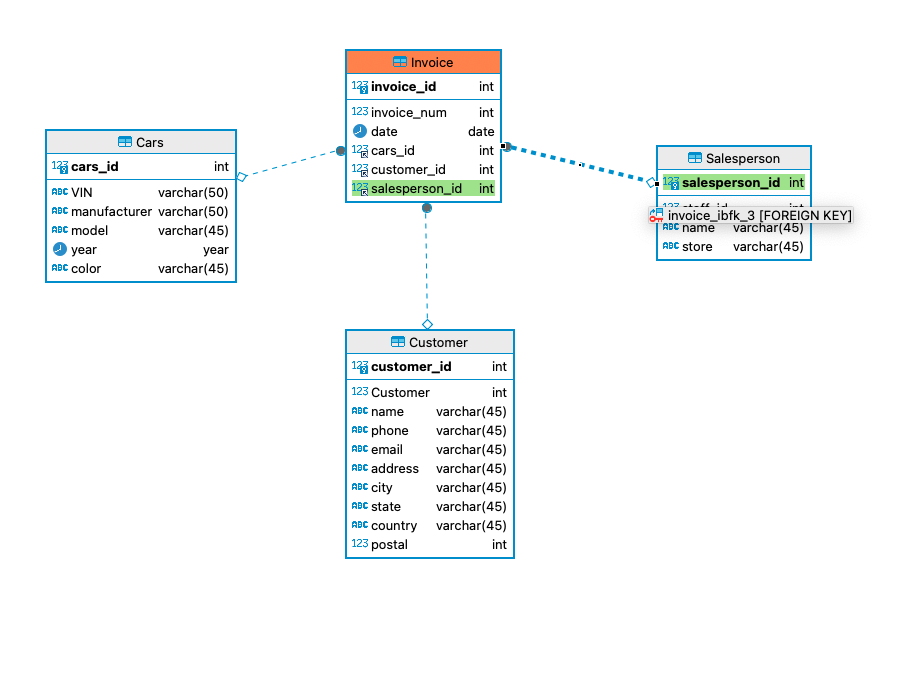 Invoice
123 invoice_id int
123 invoice_num int
date date
123 cars_id int
123 customer_id int
123 salesperson_id int
Cars
123 cars_id int
ABC VIN varchar(50)
ABC manufacturer varchar(50)
ABC model varchar(45)
year year
ABC color varchar(45)
Salesperson
123 salesperson_id int
invoice_ibfk_3 [FOREIGN KEY]
ABC name varchar(45)
ABC store varchar(45)
Customer
123 customer_id int
123 Customer int
ABC name varchar(45)
ABC phone varchar(45)
ABC email varchar(45)
ABC address varchar(45)
ABC city varchar(45)
ABC state varchar(45)
ABC country varchar(45)
123 postal int